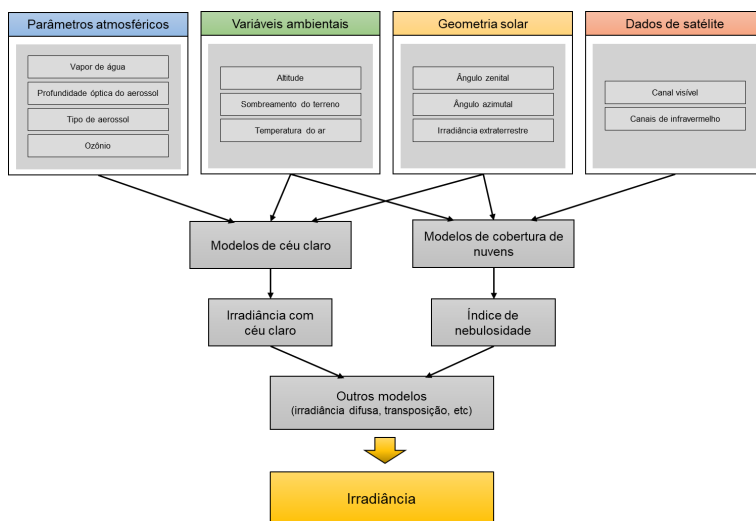 Parâmetros atmosféricos
Vapor de água
Profundidade óptica do aerossol
Tipo de aerossol
Ozônio
Variáveis ambientais
Altitude
Sombreamento do terreno
Temperatura do ar
Geometria solar
Ângulo zenital
Ângulo azimutal
Irradiância extraterrestre
Dados de satélite
Canal visível
Canais de infravermelho
Modelos de céu claro
Modelos de cobertura de
nuvens
Irradiância com
céu claro
Índice de
nebulosidade
Outros modelos
(irradiância difusa, transposição, etc)
Irradiância